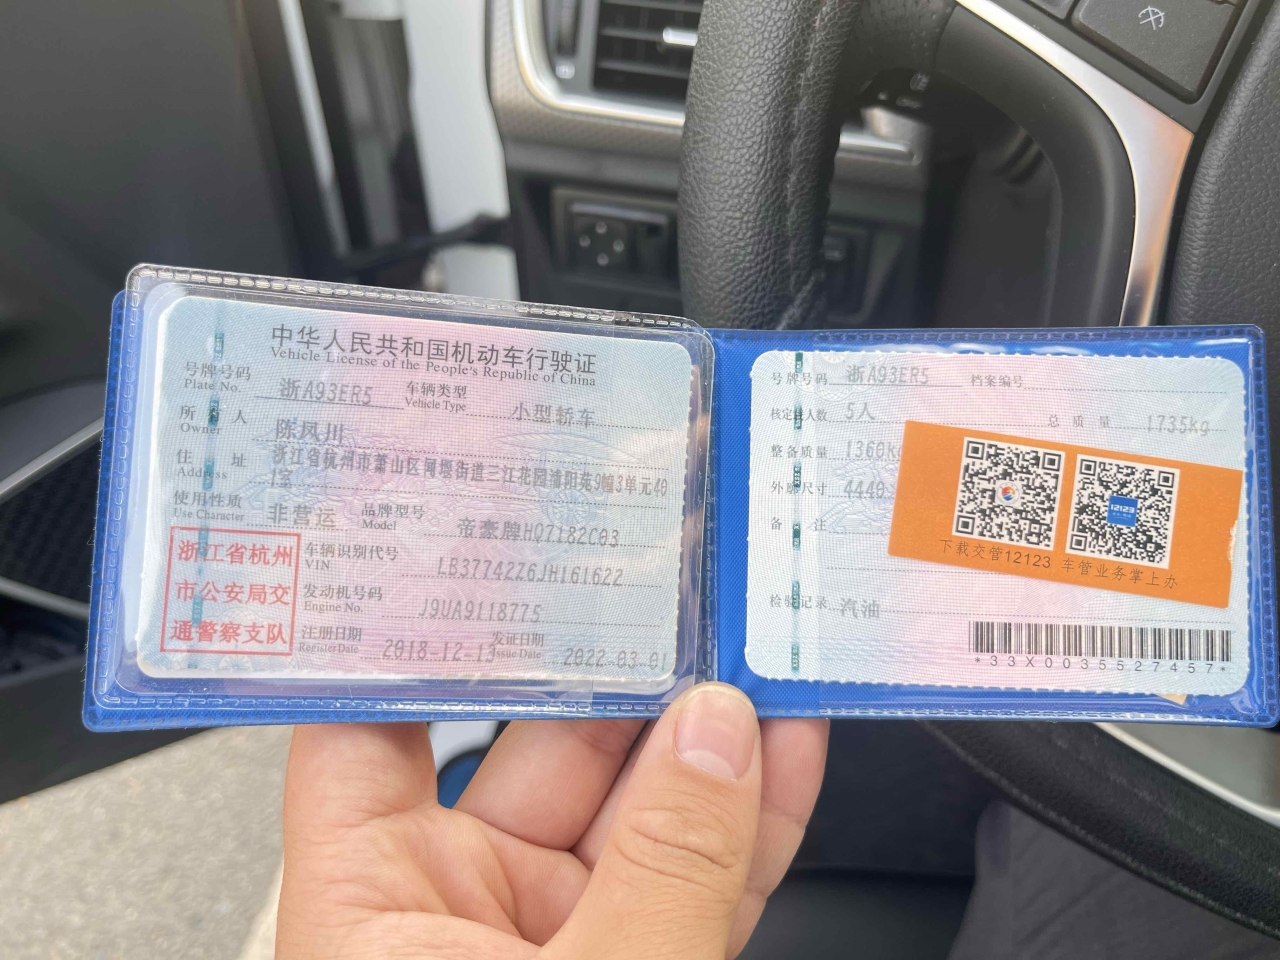 中华人民共和国机动车行驶证
Vehicle License of the People's Republic of China
号牌号码 浙A93ER5 车辆类型 小型轿车
Plate No. Vehicle Type
所有人 陈凤川
Owner
住址 浙江省杭州市萧山区闻堰街道三江花园浦阳苑9幢3单元40
Address 1室
使用性质 非营运 品牌型号 帝豪牌HQ7182C03
Use Character Model
浙江省杭州
市公安局交
通警察支队
车辆识别代号 LB37742Z6JH161622
VIN
发动机号码 J9UA9118775
Engine No.
注册日期 2018-12-13 发证日期 2022-03-01
Register Date Issue Date
号牌号码 浙A93ER5 档案编号
核定载人数 5人 总质量 1735kg
整备质量 1360kg
外廓尺寸 4440
备注
12123
下载交管12123 车管业务掌上办
检验记录 汽油
*33X0035527457*